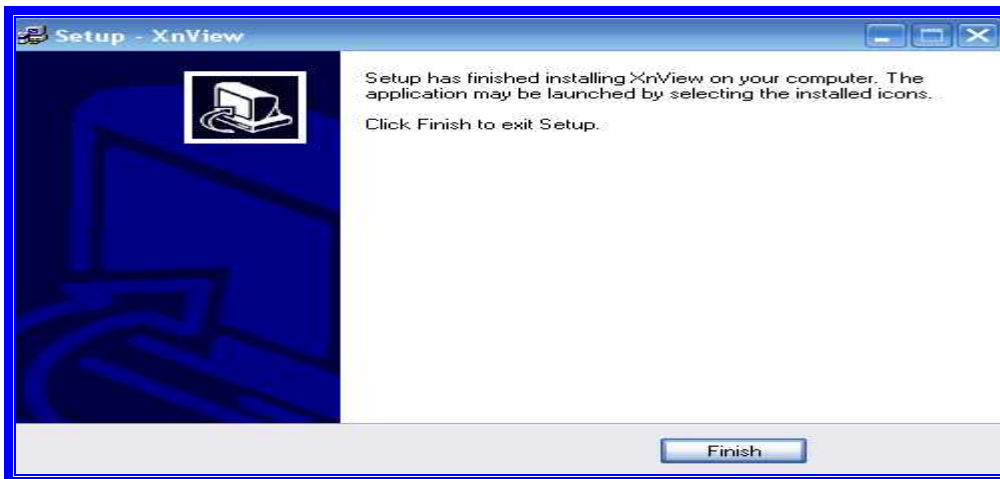 Setup - XnView
Setup has finished installing XnView on your computer. The
application may be launched by selecting the installed icons.
Click Finish to exit Setup.
Finish